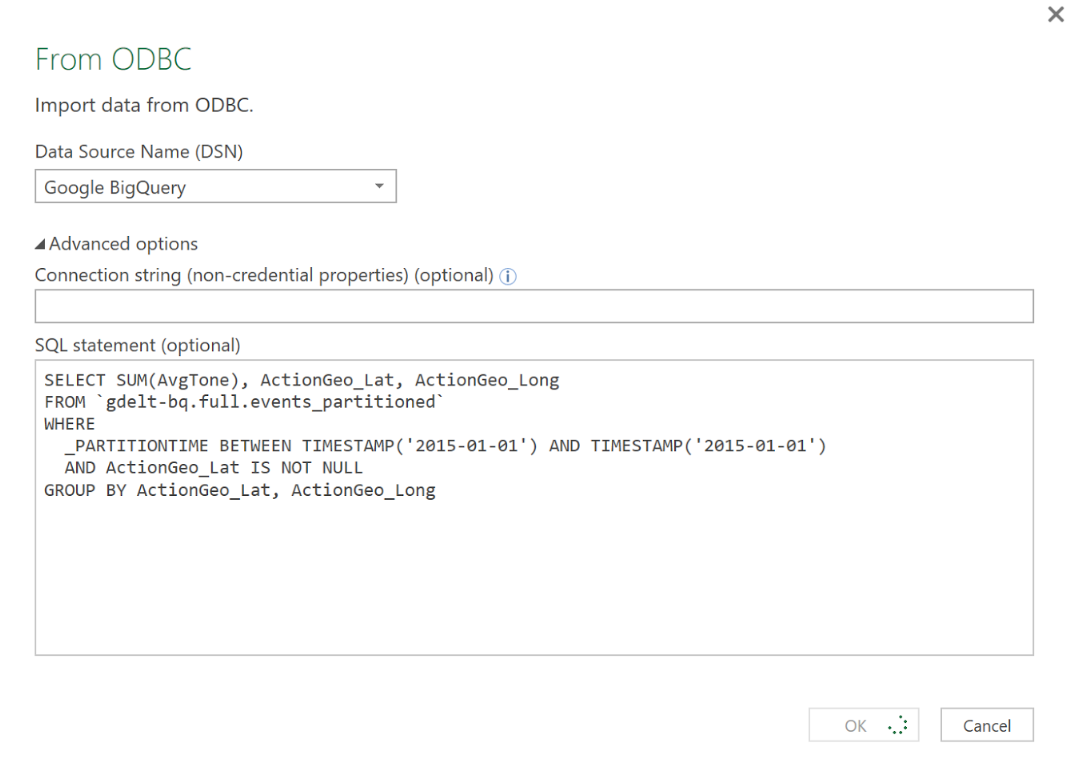 From ODBC
Import data from ODBC.
Data Source Name (DSN)
Google BigQuery
Advanced options
Connection string (non-credential properties) (optional)
SQL statement (optional)
SELECT SUM(AvgTone), ActionGeo_Lat, ActionGeo_Long
FROM `gdelt-bq.full.events_partitioned`
WHERE
  _PARTITIONTIME BETWEEN TIMESTAMP('2015-01-01') AND TIMESTAMP('2015-01-01')
  AND ActionGeo_Lat IS NOT NULL
GROUP BY ActionGeo_Lat, ActionGeo_Long
OK Cancel